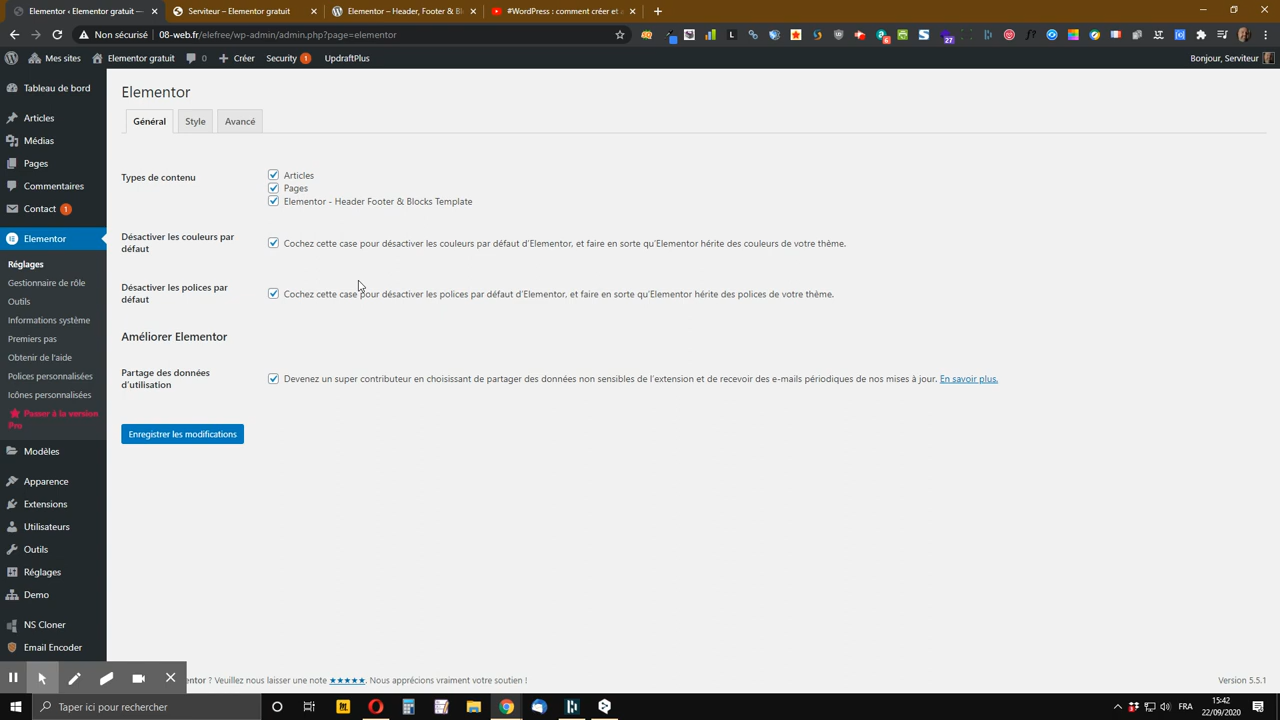 Elementor ‹ Elementor gratuit —
Serviteur – Elementor gratuit
Elementor – Header, Footer & Bl
#WordPress : comment créer et
Non sécurisé
08-web.fr/elefree/wp-admin/admin.php?page=elementor
6
27
Mes sites
Elementor gratuit
0
Créer
Security 1
UpdraftPlus
Bonjour, Serviteur
Tableau de bord
Articles
Médias
Pages
Commentaires
Contact 1
Elementor
Réglages
Gestionnaire de rôle
Outils
Informations système
Premiers pas
Obtenir de l'aide
Polices personnalisées
Icônes personnalisées
Passer à la version
Pro
Modèles
Apparence
Extensions
Utilisateurs
Outils
Réglages
Demo
NS Cloner
Email Encoder
Elementor
Général
Style
Avancé
Types de contenu
Articles
Pages
Elementor - Header Footer & Blocks Template
Désactiver les couleurs par
défaut
Cochez cette case pour désactiver les couleurs par défaut d'Elementor, et faire en sorte qu'Elementor hérite des couleurs de votre thème.
Désactiver les polices par
défaut
Cochez cette case pour désactiver les polices par défaut d'Elementor, et faire en sorte qu'Elementor hérite des polices de votre thème.
Améliorer Elementor
Partage des données
d'utilisation
Devenez un super contributeur en choisissant de partager des données non sensibles de l'extension et de recevoir des e-mails périodiques de nos mises à jour. En savoir plus.
Enregistrer les modifications
entor ? Veuillez nous laisser une note ★★★★★. Nous apprécions vraiment votre soutien !
Version 5.5.1
Taper ici pour rechercher
FRA
15:42
22/09/2020